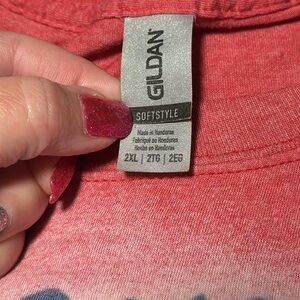 GILDAN
SOFTSTYLE
Made in Honduras
Fabriqué au Honduras
Hecho en Honduras
2XL | 2TG | 2EG